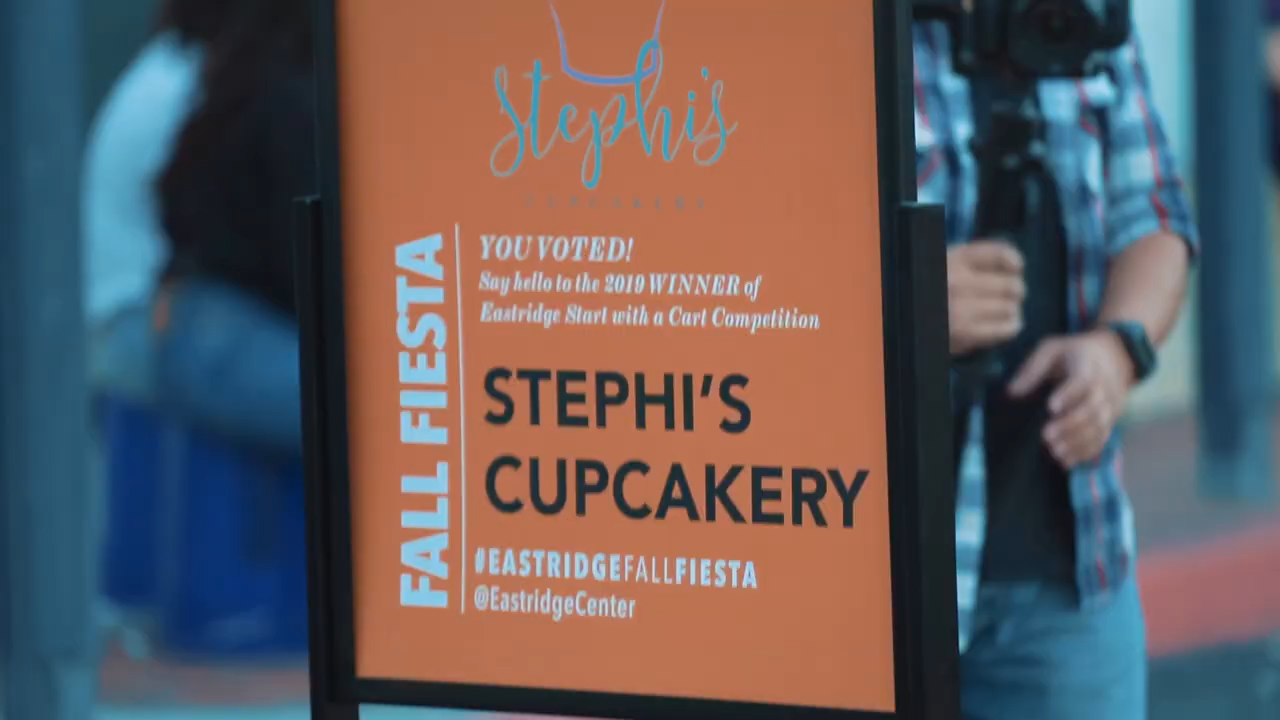 Stephi's
CUPCAKERY
FALL FIESTA
YOU VOTED!
Say hello to the 2019 WINNER of
Eastridge Start with a Cart Competition
STEPHI'S
CUPCAKERY
#EASTRIDGEFALLFIESTA
@EastridgeCenter